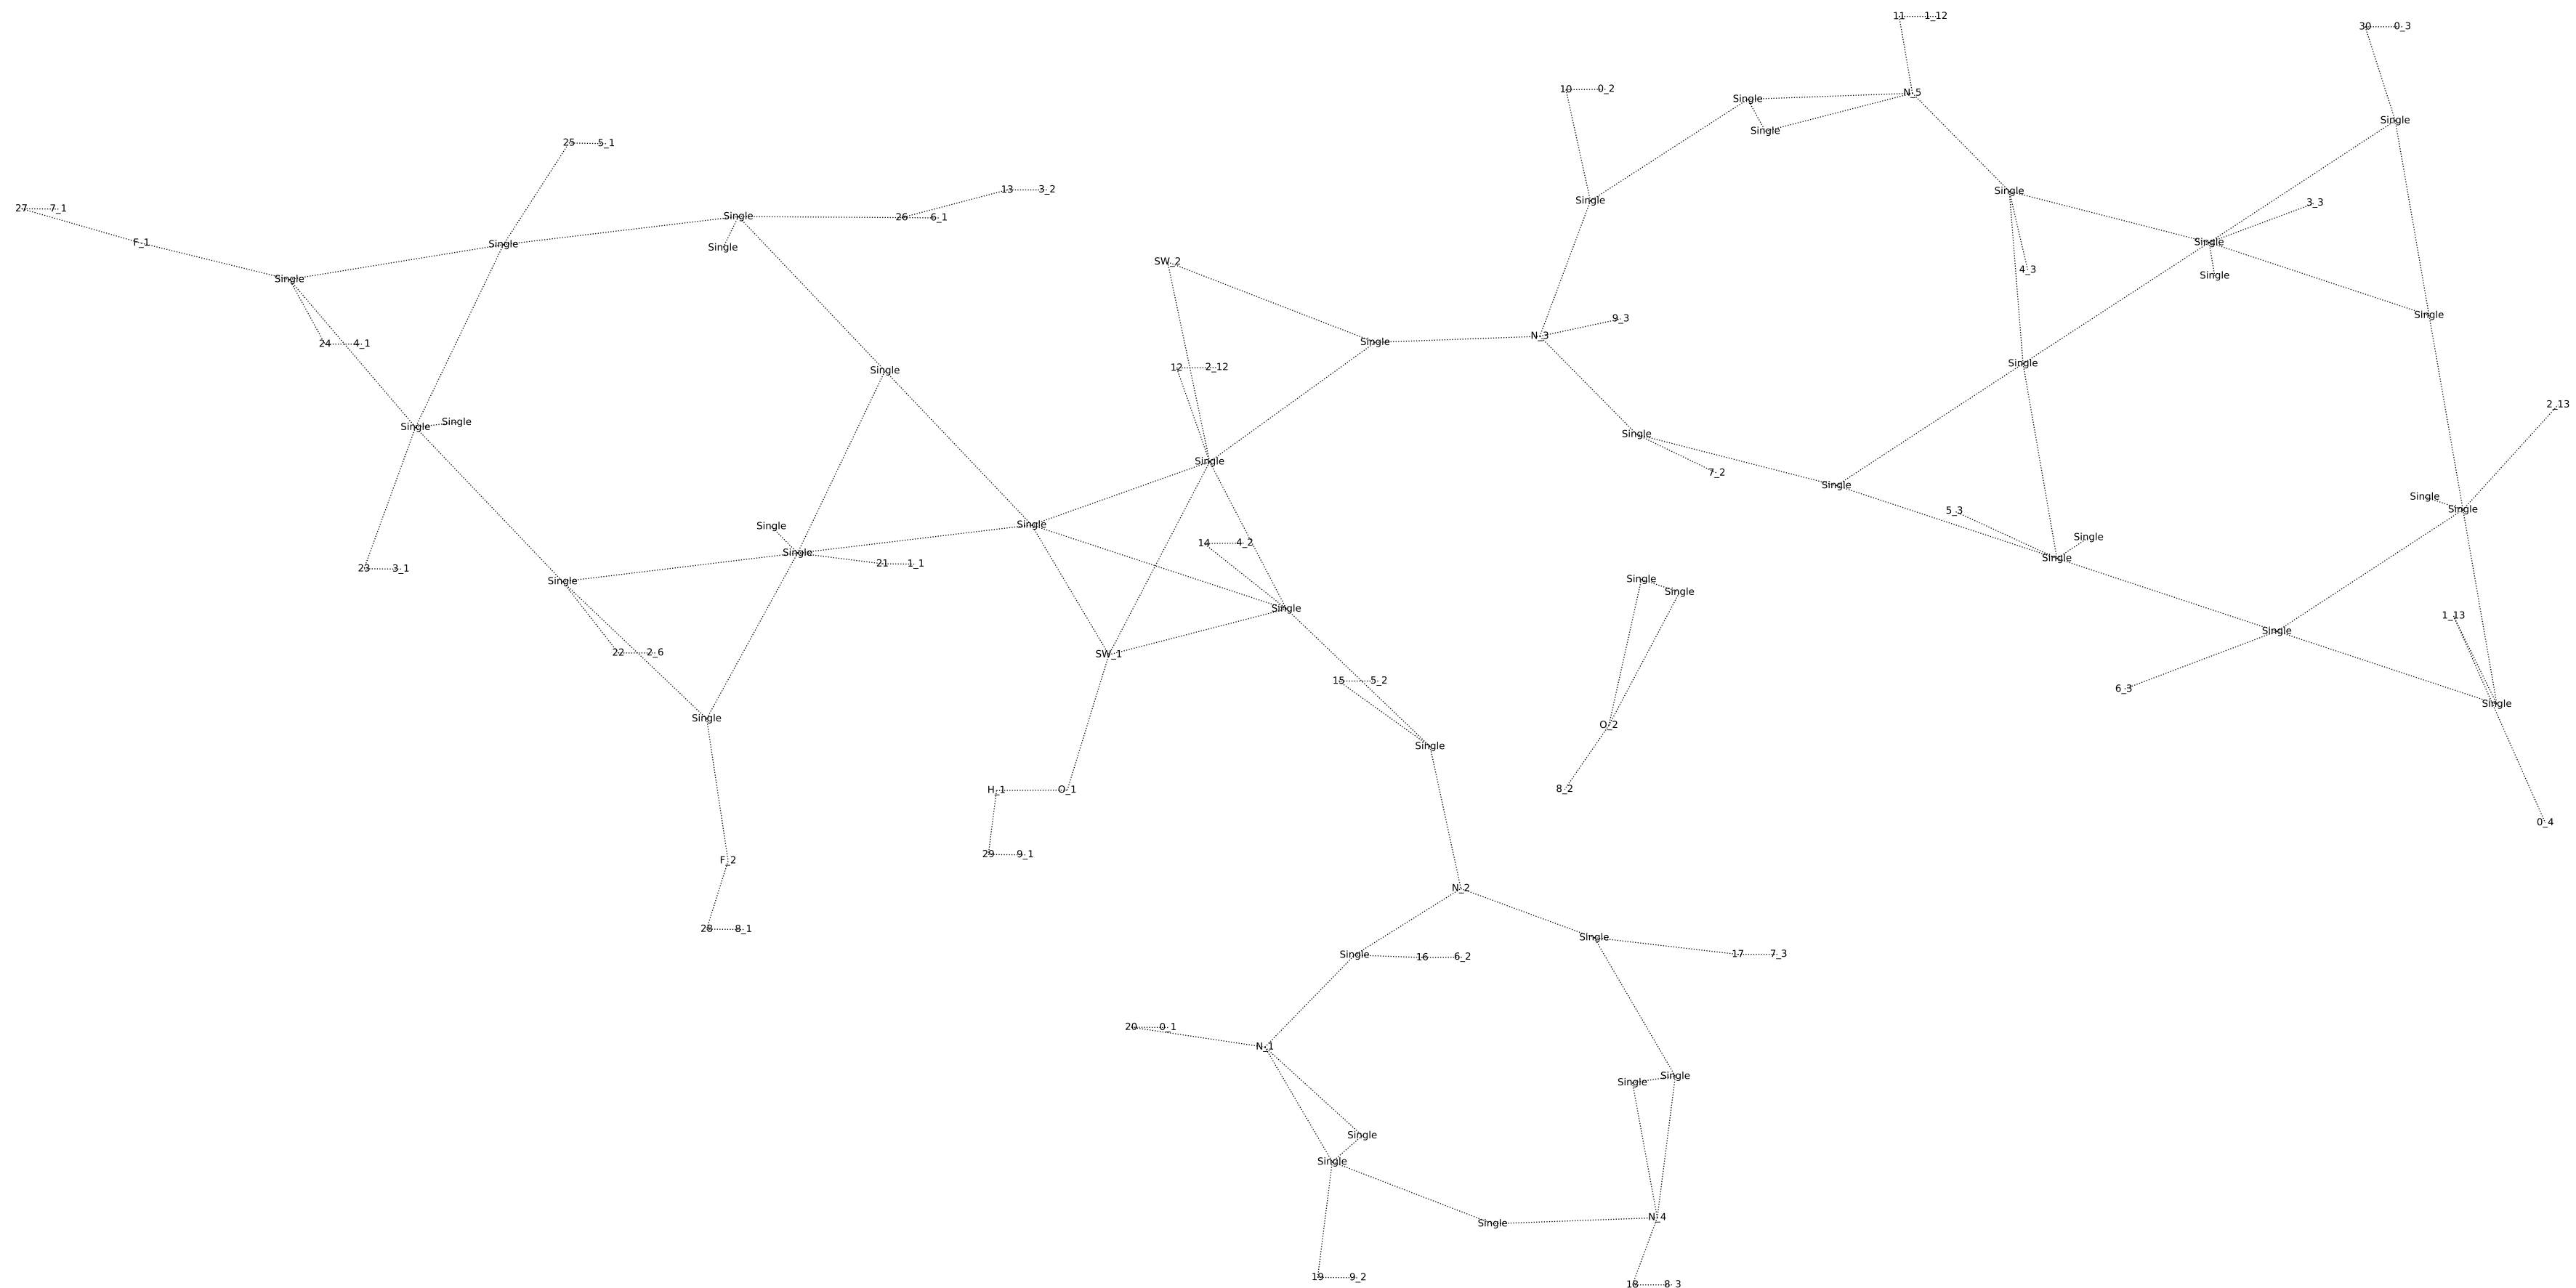 11 1_12
30 0_3
10 0_2
Single
N_5
Single
Single
25 5_1
13 3_2
Single
Single
27 7_1
Single
26 6_1
3_3
F_1
Single
Single
Single
SW_2
4_3
Single
Single
9_3
Single
N_3
Single
24 4_1
Single
12 2_12
Single
2_13
Single
Single
Single
Single
7_2
Single
Single
Single
5_3
Single
Single
Single
14 4_2
Single
Single
Single
21 1_1
23 3_1
Single
Single
Single
Single
1_13
Single
22 2_6
SW_1
15 5_2
6_3
Single
Single
O_2
Single
H_1 O_1
8_2
0_4
29 9_1
F_2
N_2
28 8_1
Single
Single
16 6_2
17 7_3
20 0_1
N_1
Single
Single
Single
Single
N_4
Single
19 9_2
18 8_3